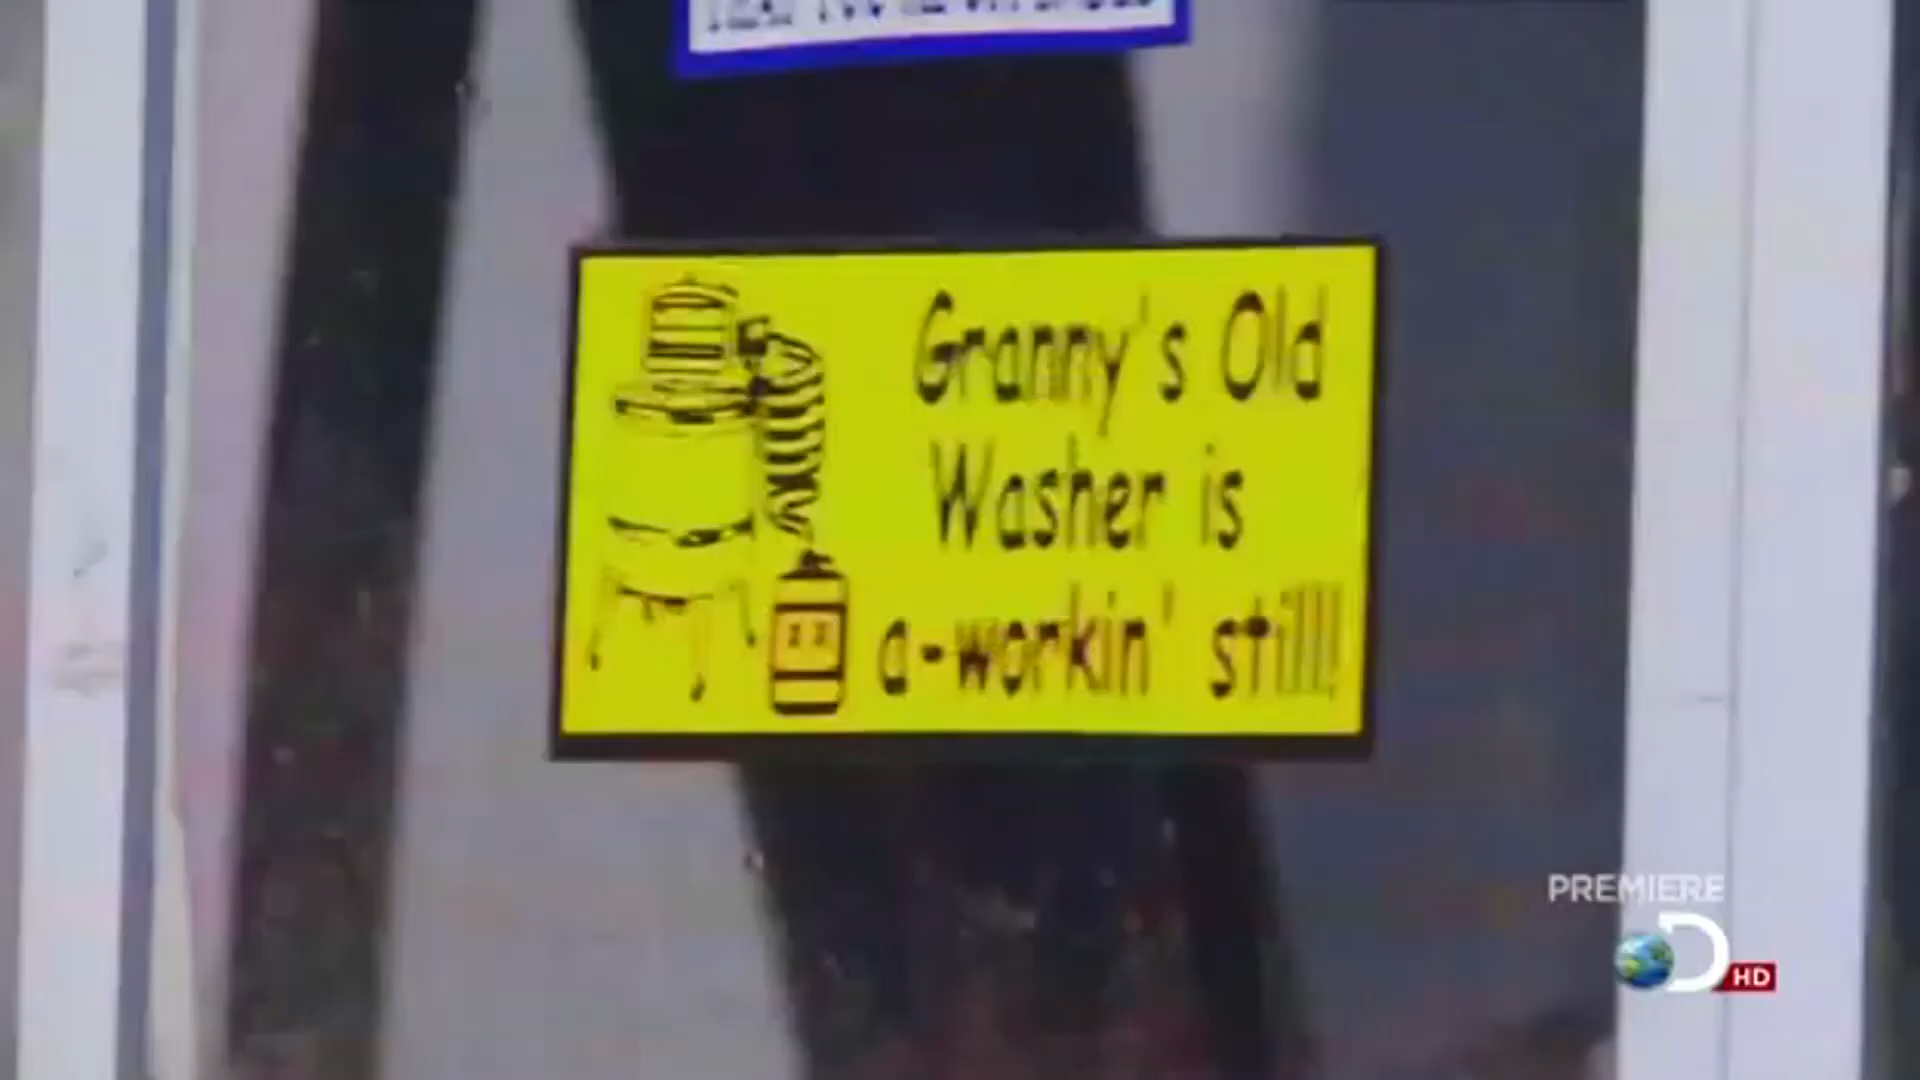 Granny's Old
Washer is
a-workin' still!
PREMIERE
HD